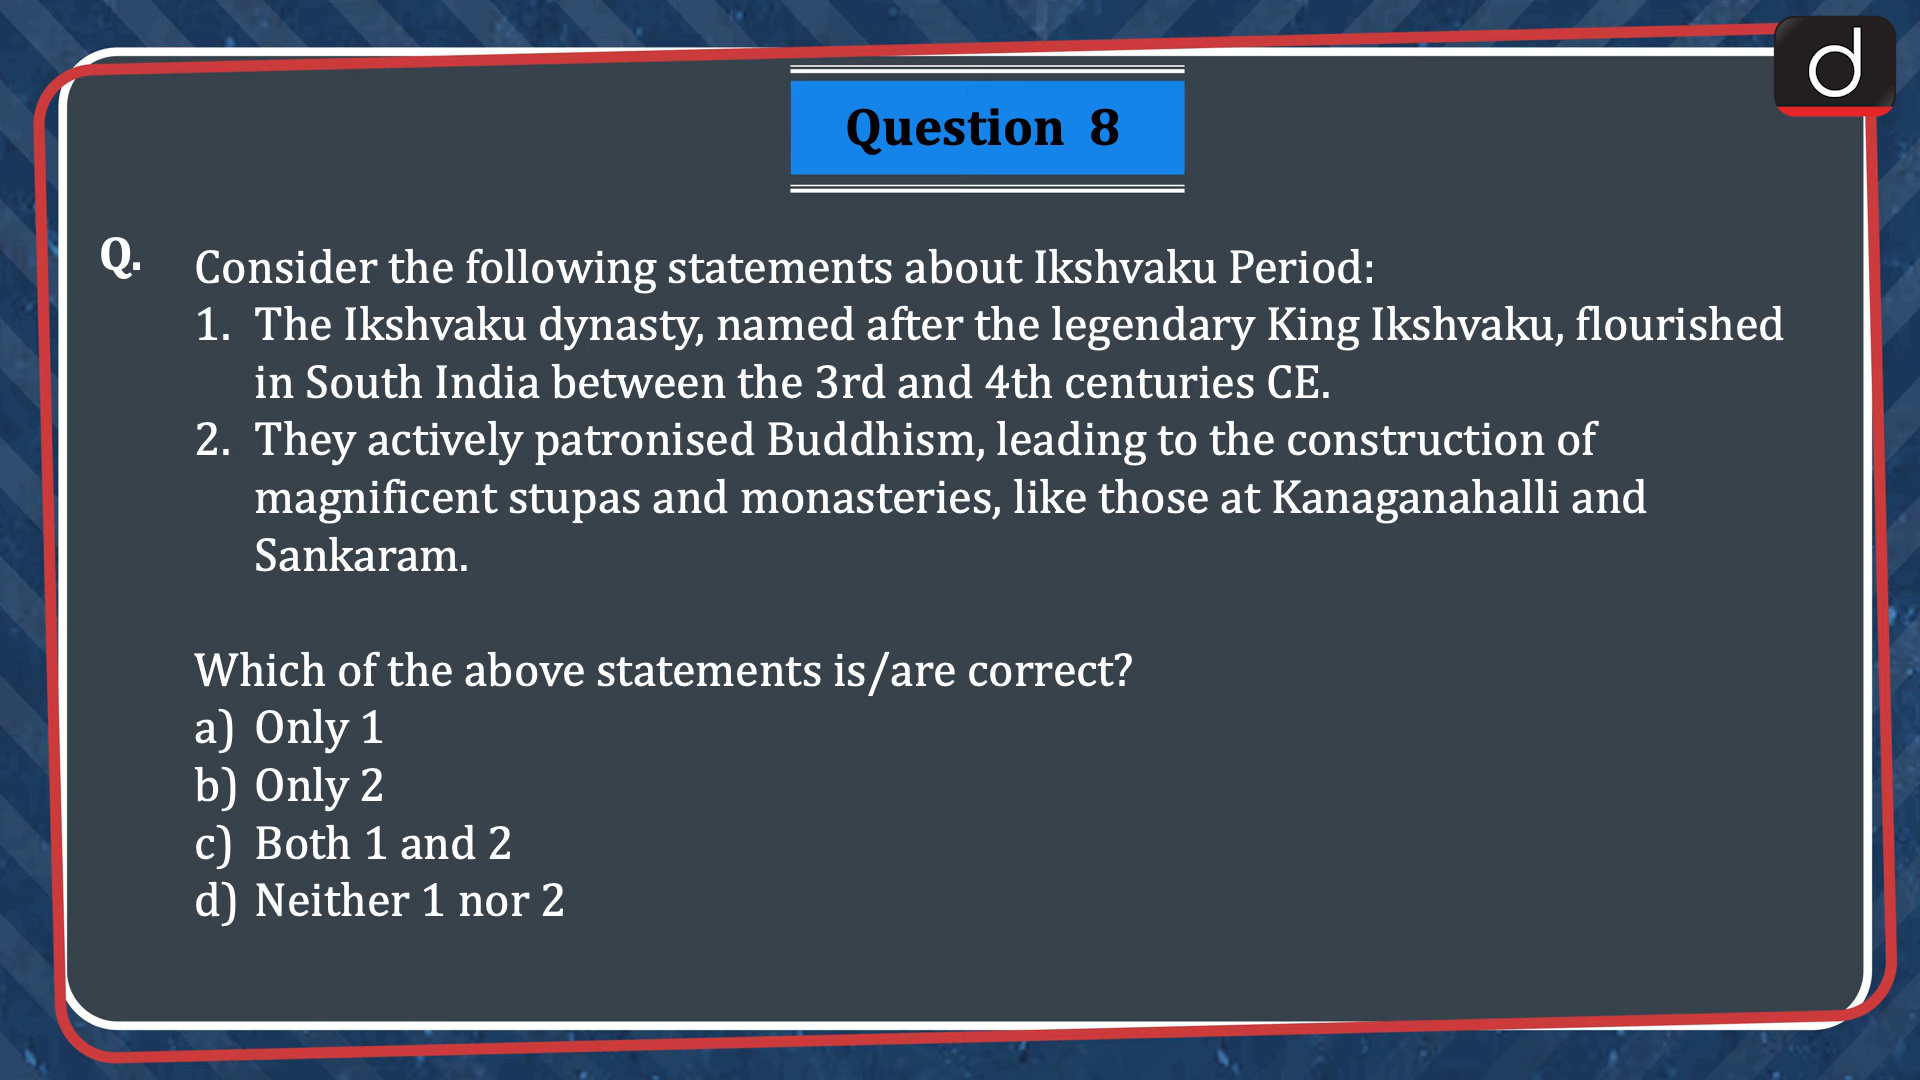 d
Question 8
Q.
Consider the following statements about Ikshvaku Period:
1. The Ikshvaku dynasty, named after the legendary King Ikshvaku, flourished
in South India between the 3rd and 4th centuries CE.
2. They actively patronised Buddhism, leading to the construction of
magnificent stupas and monasteries, like those at Kanaganahalli and
Sankaram.
Which of the above statements is/are correct?
a) Only 1
b) Only 2
c) Both 1 and 2
d) Neither 1 nor 2